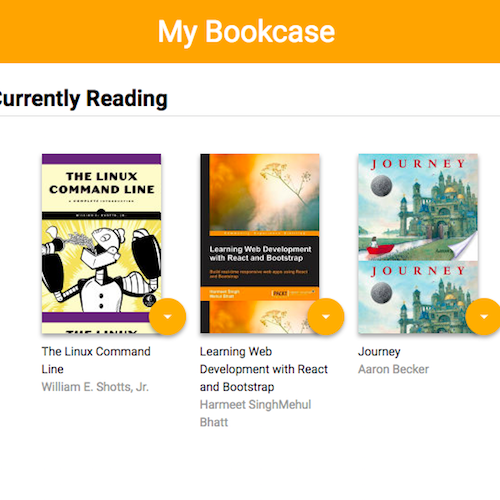 My Bookcase
Currently Reading
THE LINUX
COMMAND LINE
A COMPLETE INTRODUCTION
WILLIAM E. SHOTTS, JR.
THE LINUX
Learning Web Development
with React and Bootstrap
Build real-time responsive web apps using React
and Bootstrap
Harmeet Singh
Mehul Bhatt
PACKT
JOURNEY
JOURNEY
The Linux Command
Line
William E. Shotts, Jr.
Learning Web
Development with React
and Bootstrap
Harmeet SinghMehul
Bhatt
Journey
Aaron Becker